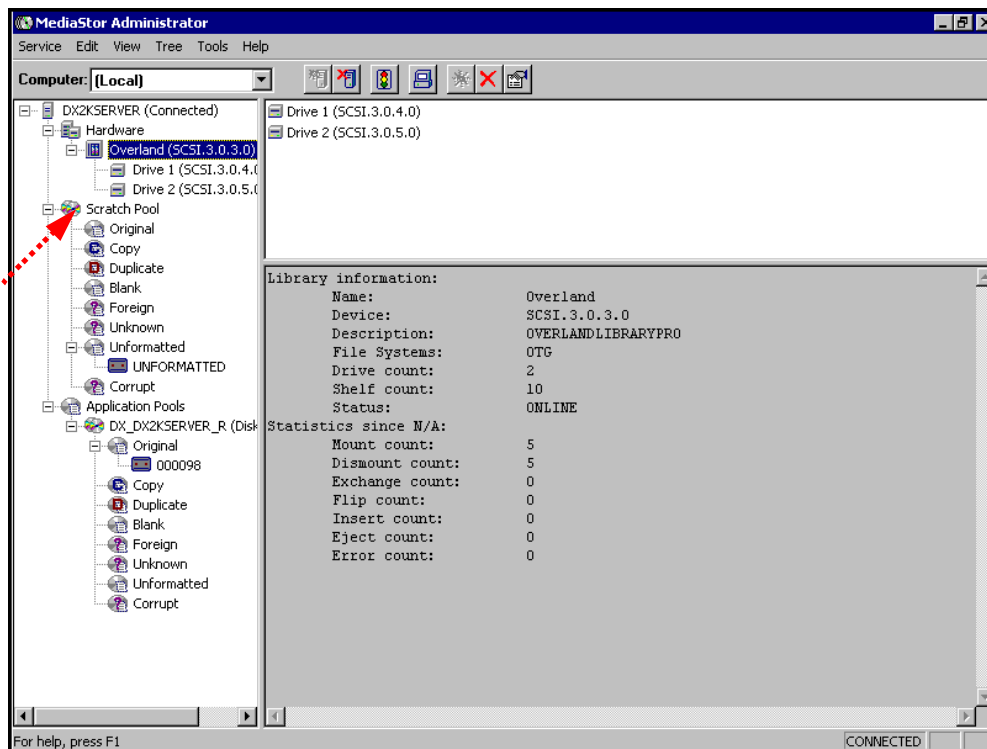 MediaStor Administrator
Service Edit View Tree Tools Help
Computer: (Local)
DX2KSERVER (Connected)
Hardware
Overland (SCSI.3.0.3.0)
Drive 1 (SCSI.3.0.4.(
Drive 2 (SCSI.3.0.5.(
Scratch Pool
Original
Copy
Duplicate
Blank
Foreign
Unknown
Unformatted
UNFORMATTED
Corrupt
Application Pools
DX_DX2KSERVER_R (Disk
Original
000098
Copy
Duplicate
Blank
Foreign
Unknown
Unformatted
Corrupt
Drive 1 (SCSI.3.0.4.0)
Drive 2 (SCSI.3.0.5.0)
Library information:
Name: Overland
Device: SCSI.3.0.3.0
Description: OVERLANDLIBRARYPRO
File Systems: OTG
Drive count: 2
Shelf count: 10
Status: ONLINE
Statistics since N/A:
Mount count: 5
Dismount count: 5
Exchange count: 0
Flip count: 0
Insert count: 0
Eject count: 0
Error count: 0
For help, press F1
CONNECTED